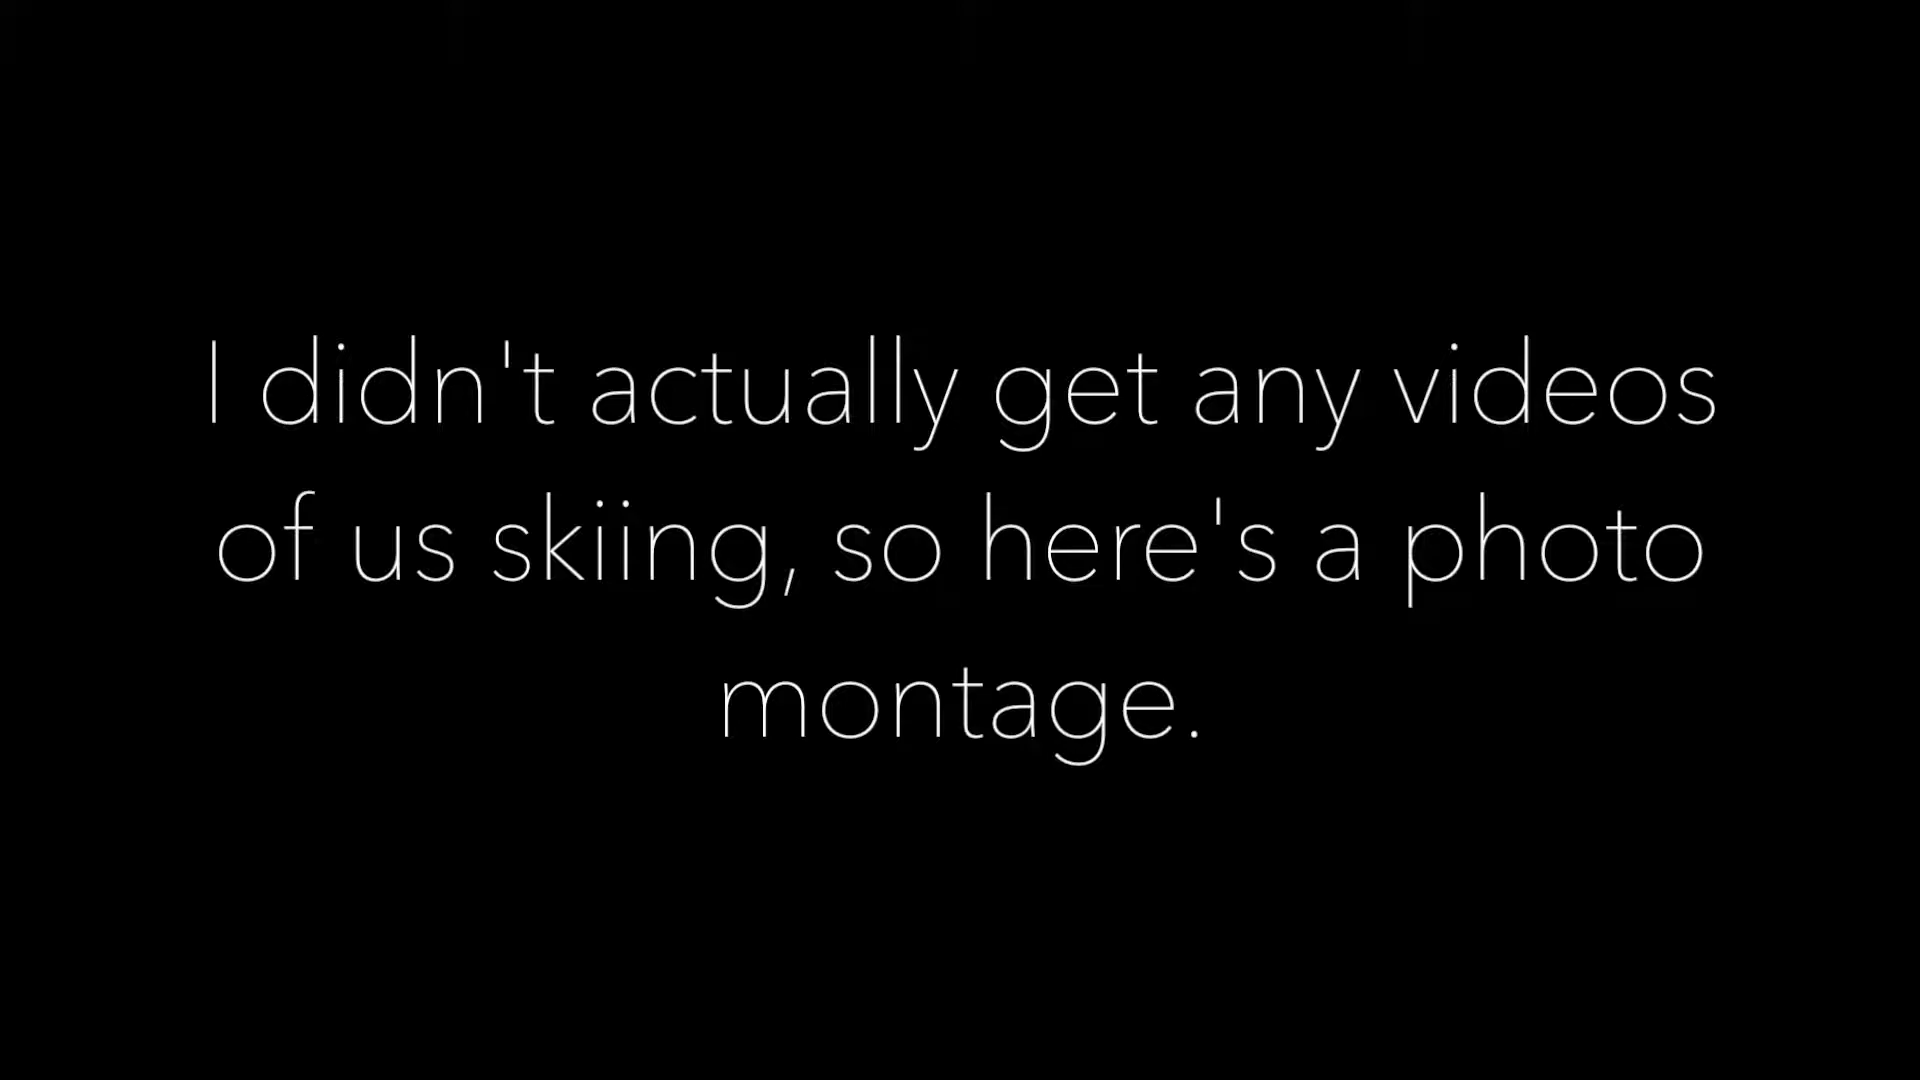 I didn't actually get any videos
of us skiing, so here's a photo
montage.